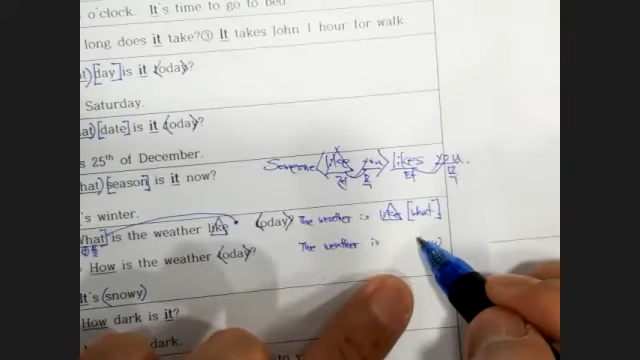 o'clock. It's time to go to bed
long does it take?③ It takes John 1 hour for walk.
[day] is it (today)?
Saturday.
[date] is it (today)?
25th of December.
Someone (like you) likes you.
what) [season] is it now?
's winter.
What] is the weather like (today)? The weather is like [what]
How is the weather (today)? The weather is
It's (snowy)
How dark is it?